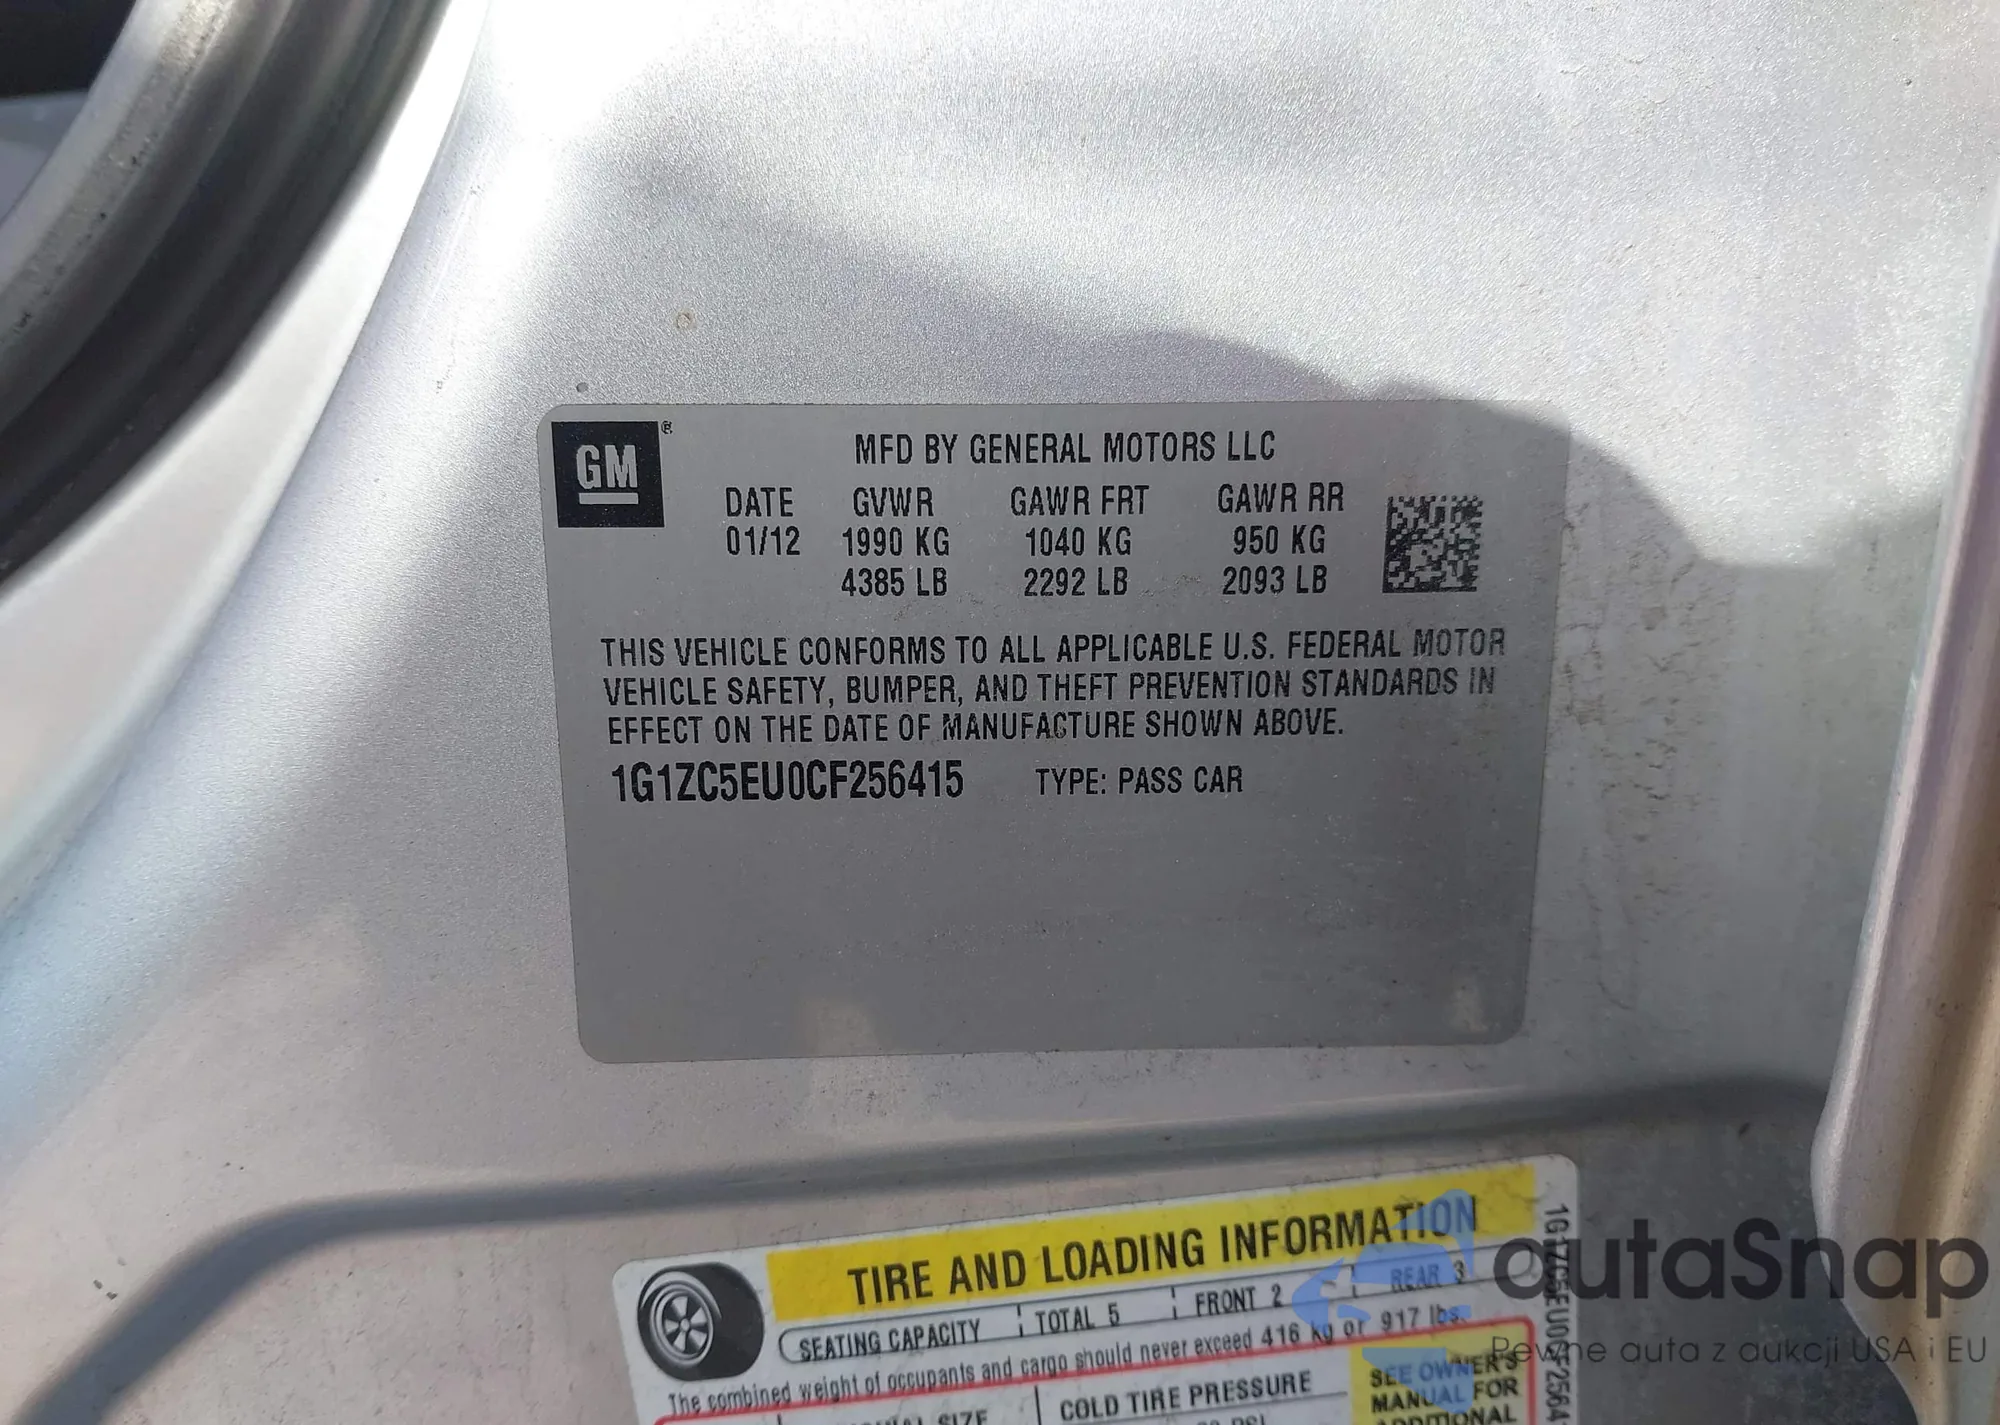 GM®
MFD BY GENERAL MOTORS LLC
DATE GVWR GAWR FRT GAWR RR
01/12 1990 KG 1040 KG 950 KG
4385 LB 2292 LB 2093 LB
THIS VEHICLE CONFORMS TO ALL APPLICABLE U.S. FEDERAL MOTOR
VEHICLE SAFETY, BUMPER, AND THEFT PREVENTION STANDARDS IN
EFFECT ON THE DATE OF MANUFACTURE SHOWN ABOVE.
1G1ZC5EU0CF256415 TYPE: PASS CAR
TIRE AND LOADING INFORMATION
SEATING CAPACITY TOTAL 5 FRONT 2 REAR 3
The combined weight of occupants and cargo should never exceed 416 kg or 917 lbs.
SIZE COLD TIRE PRESSURE
SEE OWNER'S
MANUAL FOR
ADDITIONAL
1G1ZC5EU0CF2564
autaSnap
Pewne auta z aukcji USA i EU